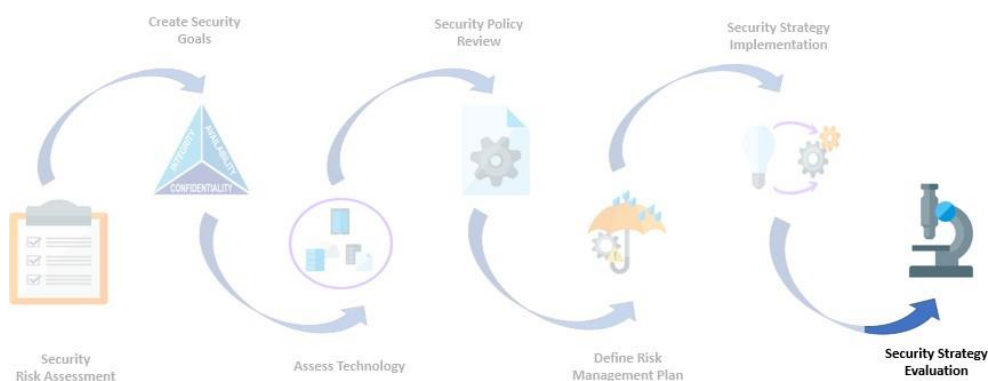 Create Security
Goals
Security Policy
Review
Security Strategy
Implementation
INTEGRITY
AVAILABILITY
CONFIDENTIALITY
Security
Risk Assessment
Assess Technology
Define Risk
Management Plan
Security Strategy
Evaluation